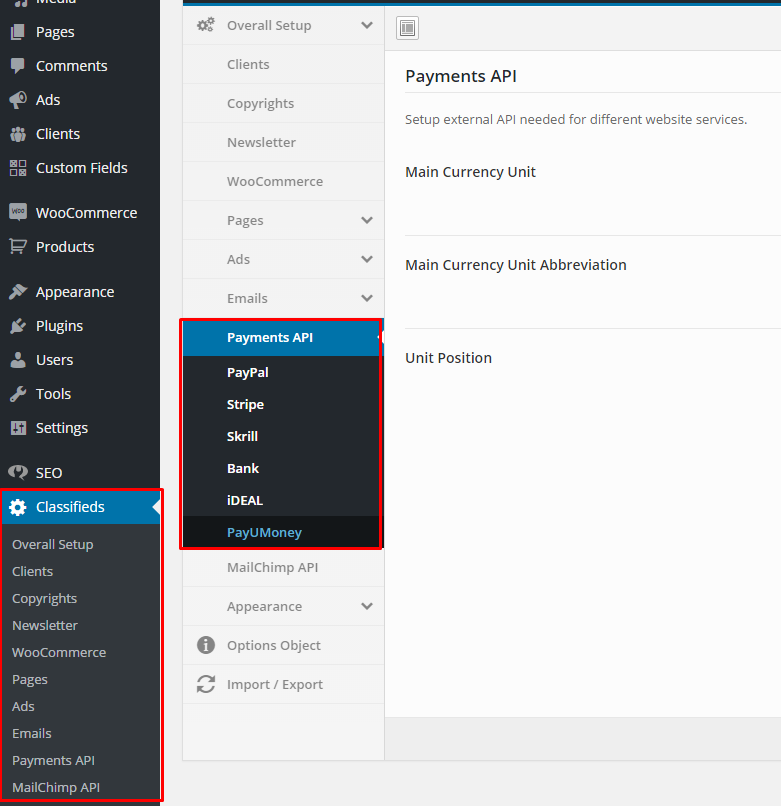 Media
Pages
Comments
Ads
Clients
Custom Fields
WOO
WooCommerce
Products
Appearance
Plugins
Users
Tools
Settings
SEO
Classifieds
Overall Setup
Clients
Copyrights
Newsletter
WooCommerce
Pages
Ads
Emails
Payments API
MailChimp API
Overall Setup
Clients
Copyrights
Newsletter
WooCommerce
Pages
Ads
Emails
Payments API
PayPal
Stripe
Skrill
Bank
iDEAL
PayUMoney
MailChimp API
Appearance
Options Object
Import / Export
Payments API
Setup external API needed for different website services.
Main Currency Unit
Main Currency Unit Abbreviation
Unit Position